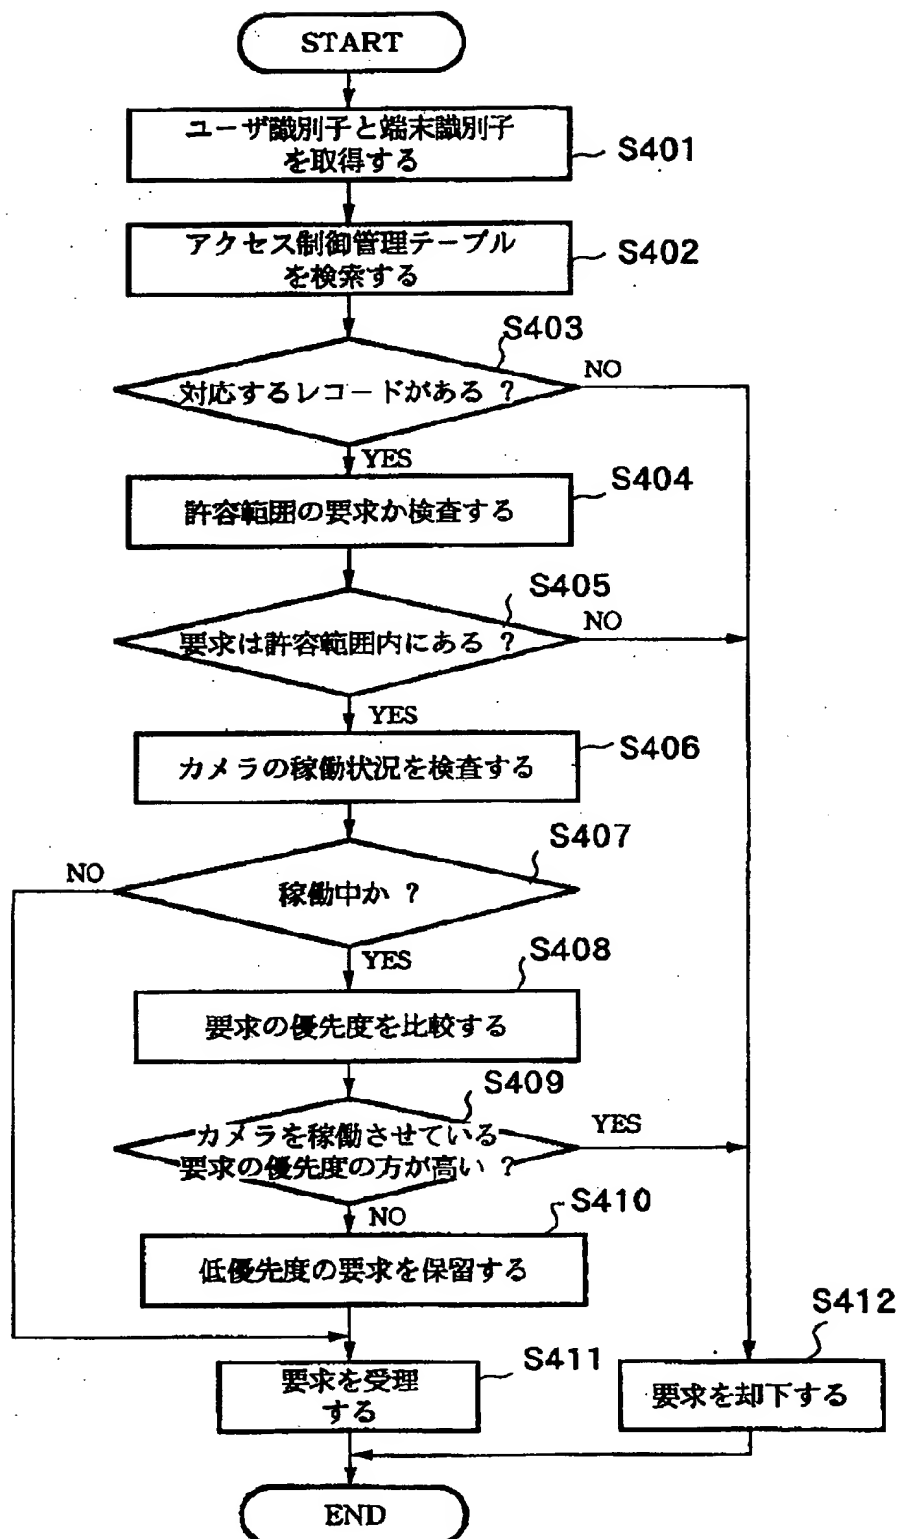 START
ユーザ識別子と端末識別子
を取得する
S401
アクセス制御管理テーブル
を検索する
S402
S403
対応するレコードがある ?
NO
YES
S404
許容範囲の要求か検査する
S405
要求は許容範囲内にある ?
NO
YES
S406
カメラの稼働状況を検査する
S407
稼働中か ?
NO
YES
S408
要求の優先度を比較する
S409
カメラを稼働させている
要求の優先度の方が高い ?
YES
NO
S410
低優先度の要求を保留する
S411
要求を受理
する
S412
要求を却下する
END